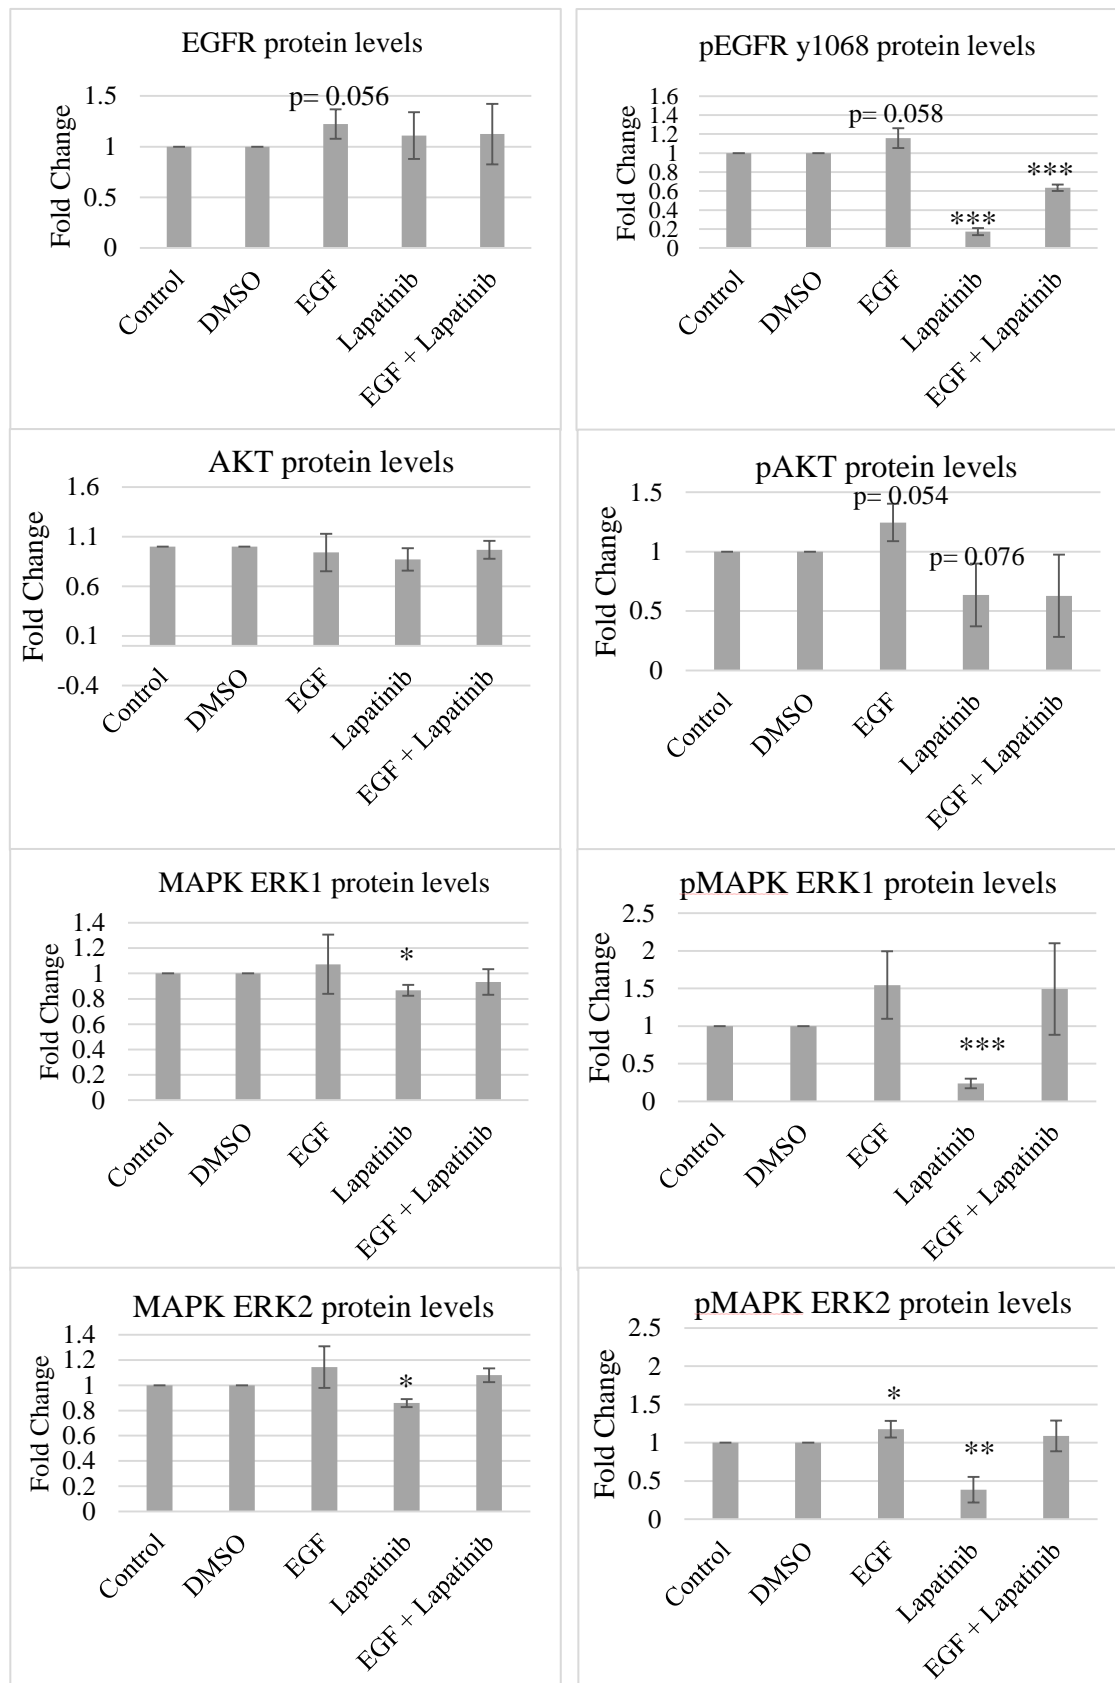 EGFR protein levels
p= 0.056
1.5
1
0.5
0
Fold Change
Control
DMSO
EGF
Lapatinib
EGF + Lapatinib
pEGFR y1068 protein levels
1.6
1.4
1.2
1
0.8
0.6
0.4
0.2
0
Fold Change
p= 0.058
***
***
Control
DMSO
EGF
Lapatinib
EGF + Lapatinib
AKT protein levels
1.6
1.1
0.6
0.1
-0.4
Fold Change
Control
DMSO
EGF
Lapatinib
EGF + Lapatinib
pAKT protein levels
1.5
1
0.5
0
Fold Change
p= 0.054
p= 0.076
Control
DMSO
EGF
Lapatinib
EGF + Lapatinib
MAPK ERK1 protein levels
1.4
1.2
1
0.8
0.6
0.4
0.2
0
Fold Change
*
Control
DMSO
EGF
Lapatinib
EGF + Lapatinib
pMAPK ERK1 protein levels
2.5
2
1.5
1
0.5
0
Fold Change
***
Control
DMSO
EGF
Lapatinib
EGF + Lapatinib
MAPK ERK2 protein levels
1.4
1.2
1
0.8
0.6
0.4
0.2
0
Fold Change
*
Control
DMSO
EGF
Lapatinib
EGF + Lapatinib
pMAPK ERK2 protein levels
2.5
2
1.5
1
0.5
0
Fold Change
*
**
Control
DMSO
EGF
Lapatinib
EGF + Lapatinib